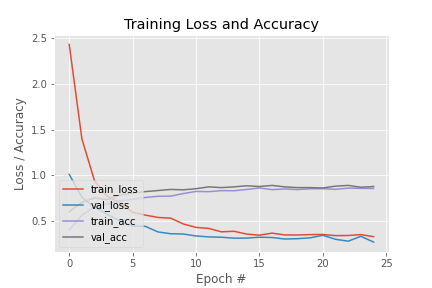 Training Loss and Accuracy
2.5
2.0
1.5
1.0
0.5
Loss / Accuracy
train_loss
val_loss
train_acc
val_acc
0 5 10 15 20 25
Epoch #